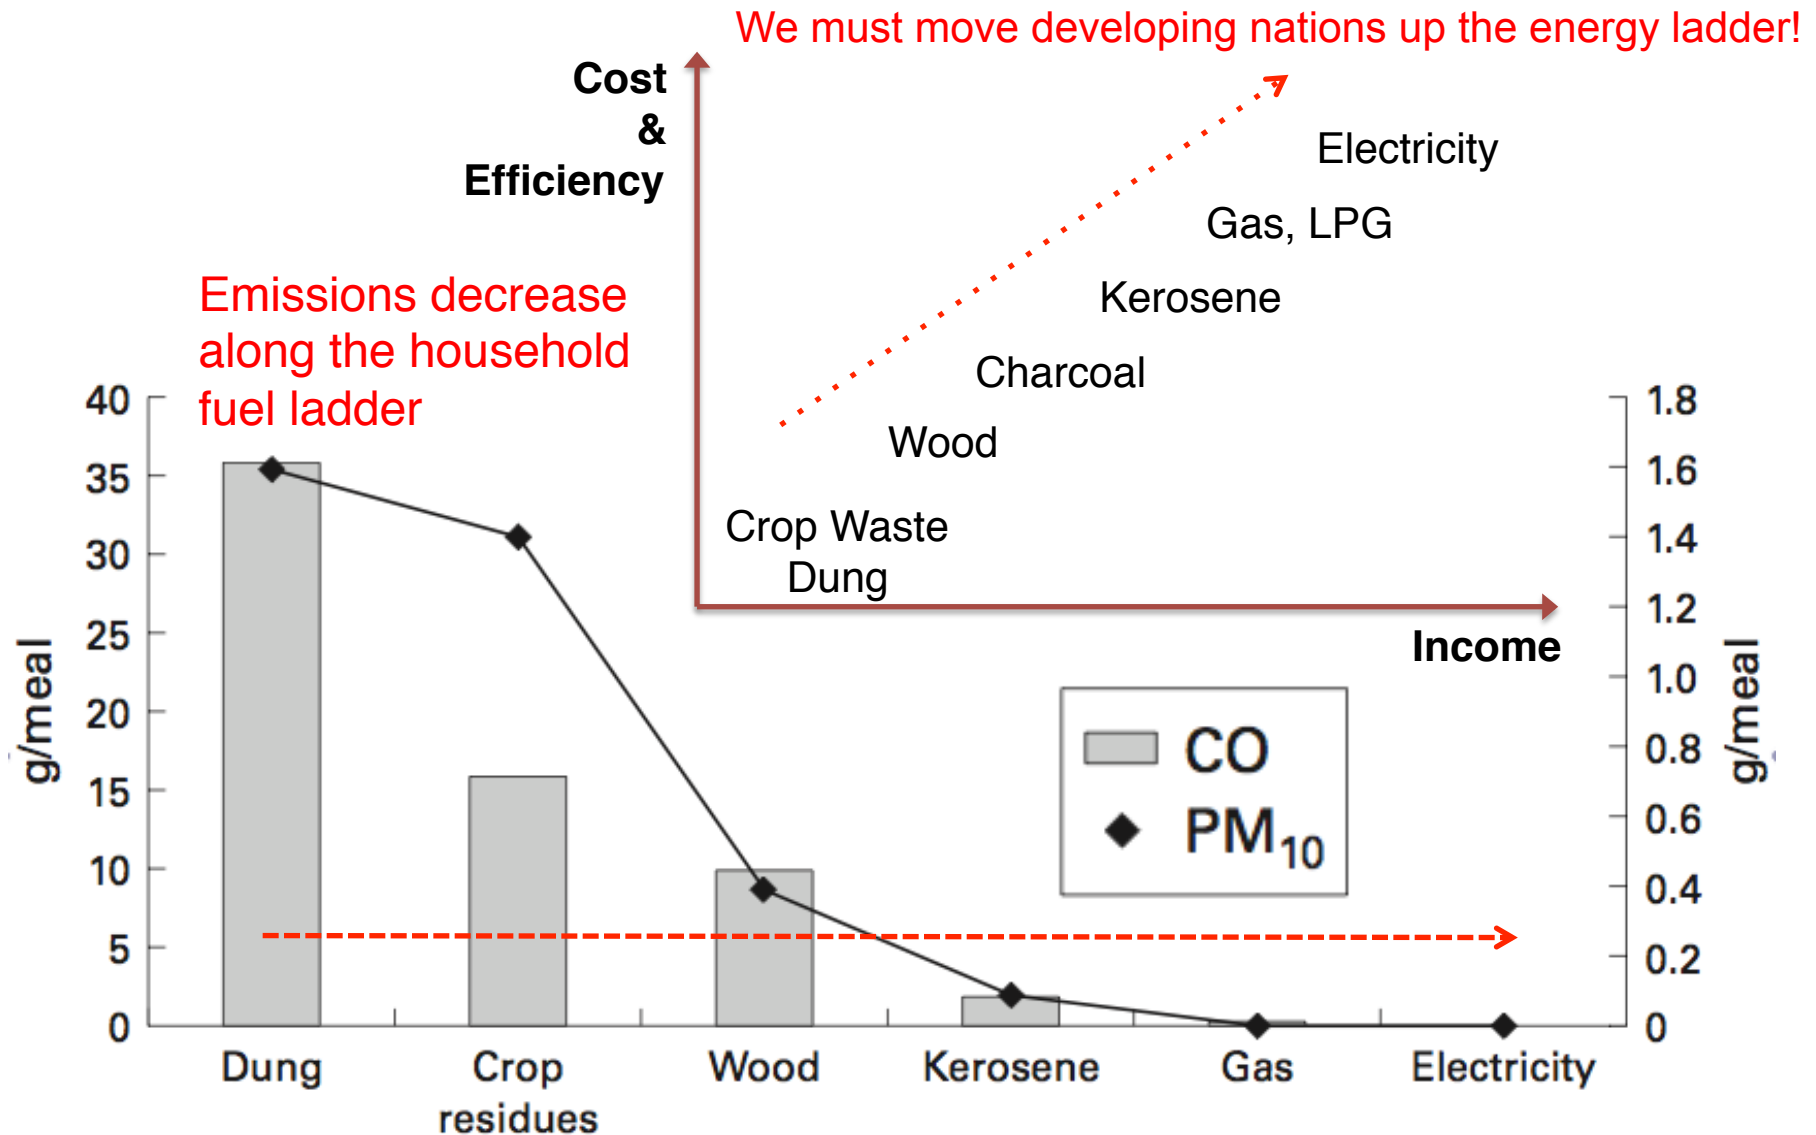 We must move developing nations up the energy ladder!
Cost
&
Efficiency
Electricity
Gas, LPG
Kerosene
Charcoal
Wood
Crop Waste
Dung
Income
Emissions decrease
along the household
fuel ladder
40
35
30
25
20
15
10
5
0
g/meal
1.8
1.6
1.4
1.2
1.0
0.8
0.6
0.4
0.2
0
g/meal
CO
PM10
Dung
Crop
residues
Wood
Kerosene
Gas
Electricity